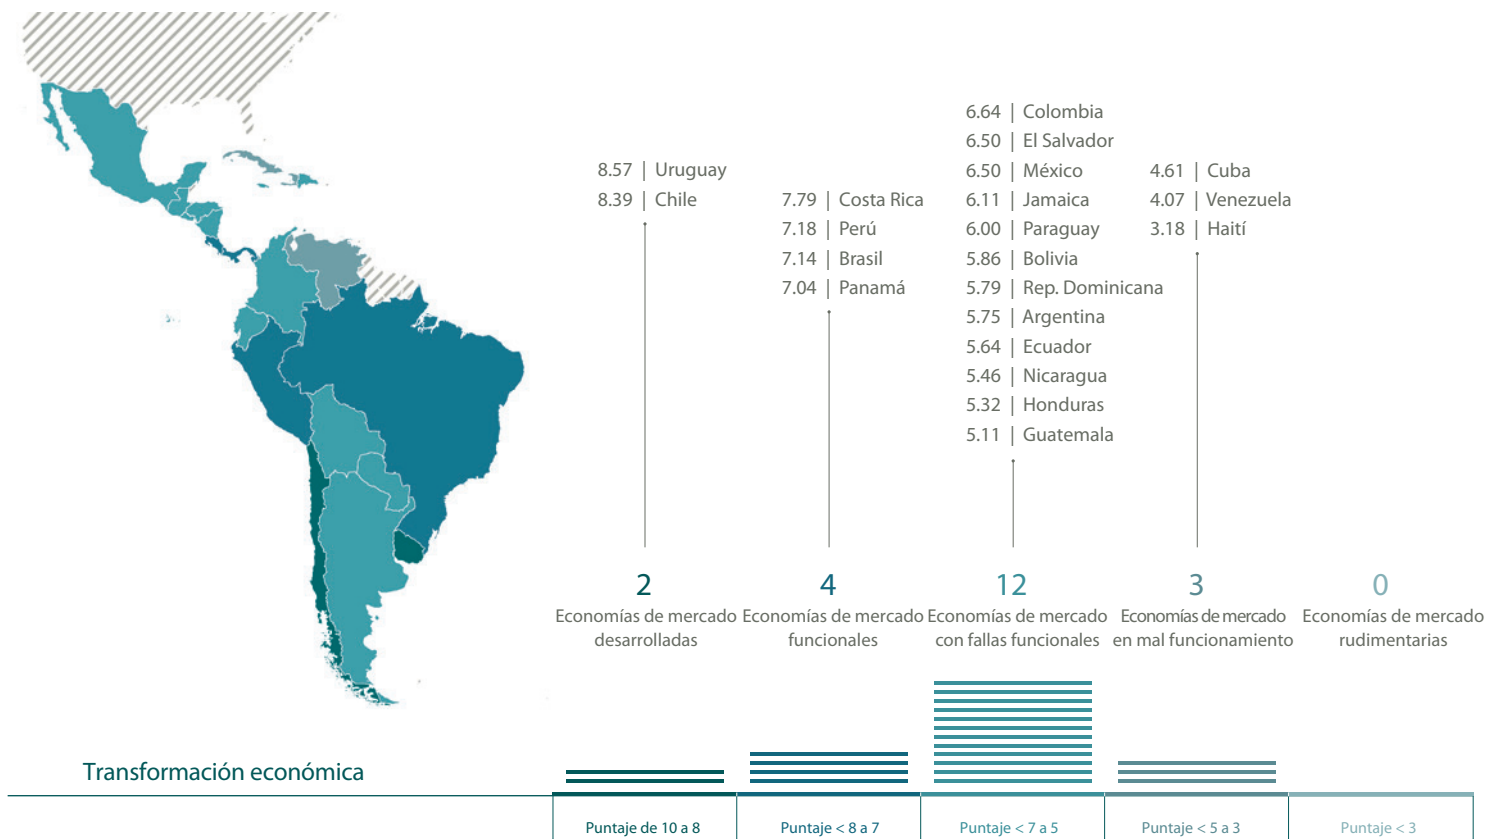 8.57 | Uruguay
8.39 | Chile
7.79 | Costa Rica
7.18 | Perú
7.14 | Brasil
7.04 | Panamá
6.64 | Colombia
6.50 | El Salvador
6.50 | México
6.11 | Jamaica
6.00 | Paraguay
5.86 | Bolivia
5.79 | Rep. Dominicana
5.75 | Argentina
5.64 | Ecuador
5.46 | Nicaragua
5.32 | Honduras
5.11 | Guatemala
4.61 | Cuba
4.07 | Venezuela
3.18 | Haití
2
Economías de mercado
desarrolladas
4
Economías de mercado
funcionales
12
Economías de mercado
con fallas funcionales
3
Economías de mercado
en mal funcionamiento
0
Economías de mercado
rudimentarias
Transformación económica
Puntaje de 10 a 8
Puntaje < 8 a 7
Puntaje < 7 a 5
Puntaje < 5 a 3
Puntaje < 3